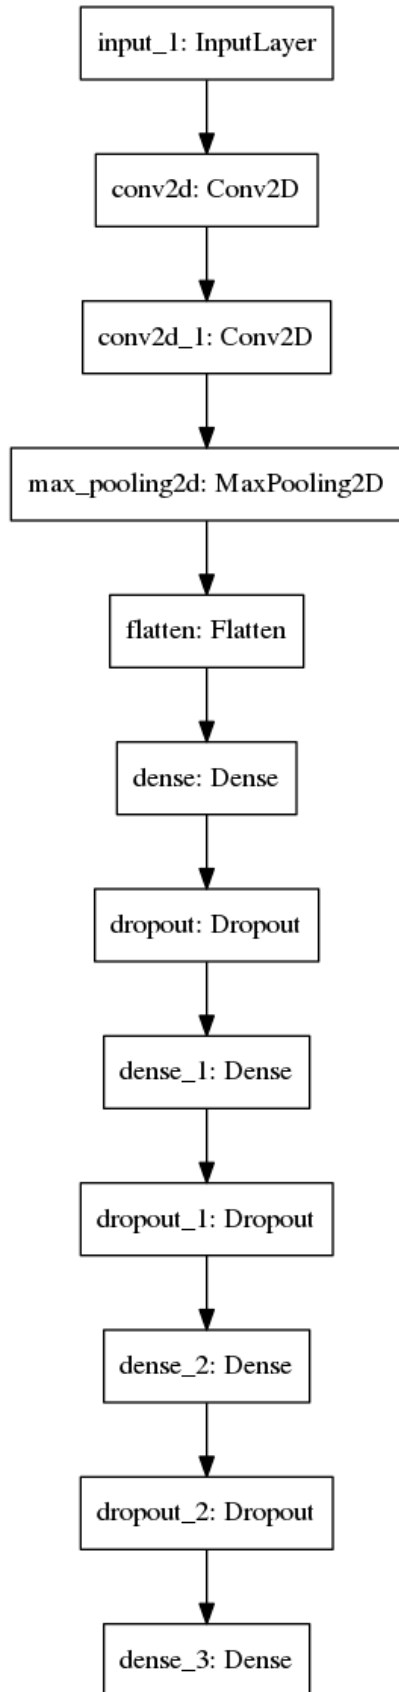 input_1: InputLayer
conv2d: Conv2D
conv2d_1: Conv2D
max_pooling2d: MaxPooling2D
flatten: Flatten
dense: Dense
dropout: Dropout
dense_1: Dense
dropout_1: Dropout
dense_2: Dense
dropout_2: Dropout
dense_3: Dense